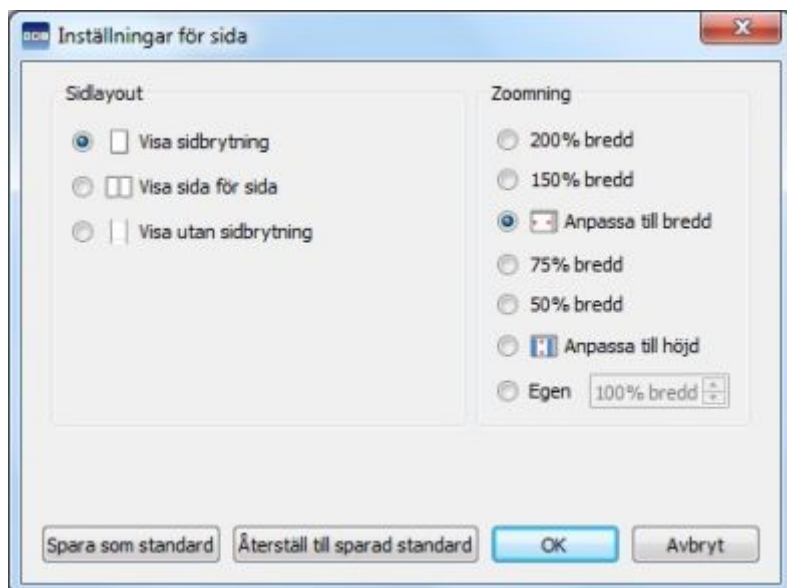 Inställningar för sida
Sidlayout
Visa sidbrytning
Visa sida för sida
Visa utan sidbrytning
Zoomning
200% bredd
150% bredd
Anpassa till bredd
75% bredd
50% bredd
Anpassa till höjd
Egen 100% bredd
Spara som standard Återställ till sparad standard OK Avbryt